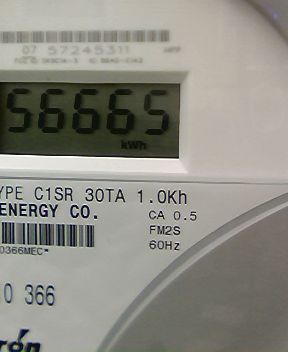 07 57245311
56665
kWh
YPE C1SR 30TA 1.0Kh
ENERGY CO.
CA 0.5
FM2S
60Hz
0366MEC*
0 366
rón